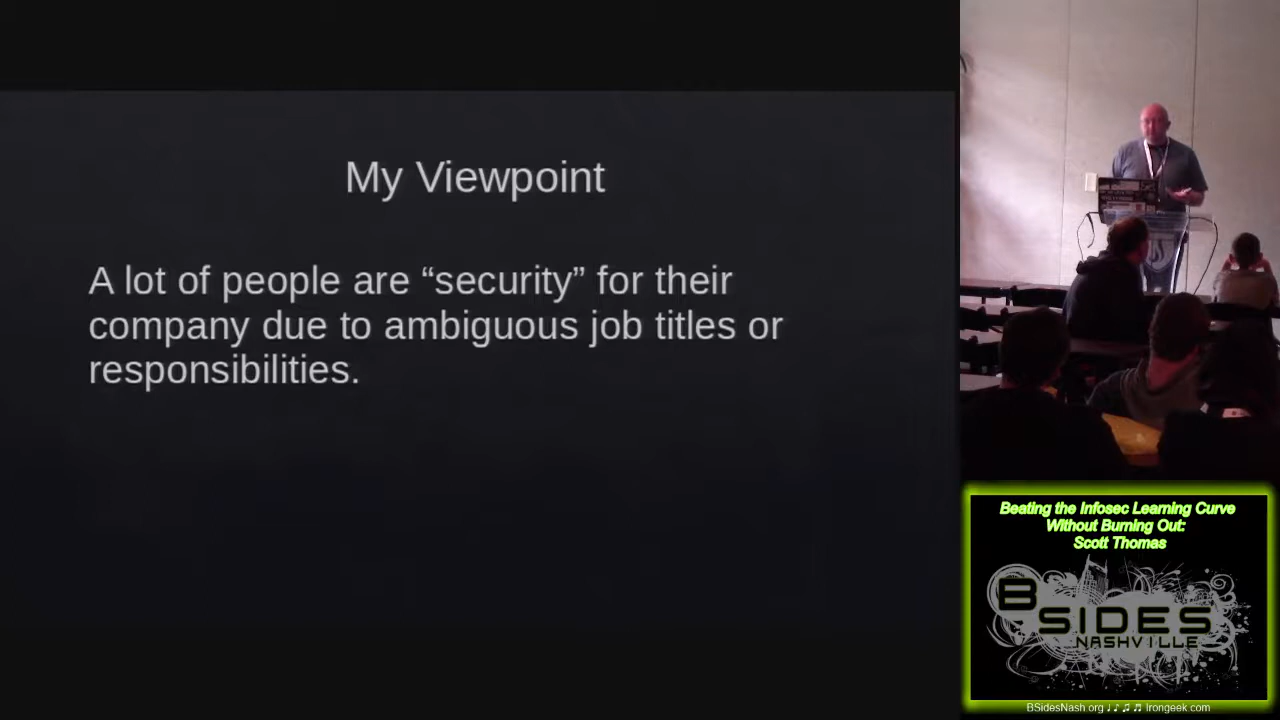 My Viewpoint
A lot of people are “security” for their
company due to ambiguous job titles or
responsibilities.
Beating the Infosec Learning Curve
Without Burning Out:
Scott Thomas
BSIDES
NASHVILLE
BSidesNash.org ♩ ♪ ♫ ♬ Irongeek.com